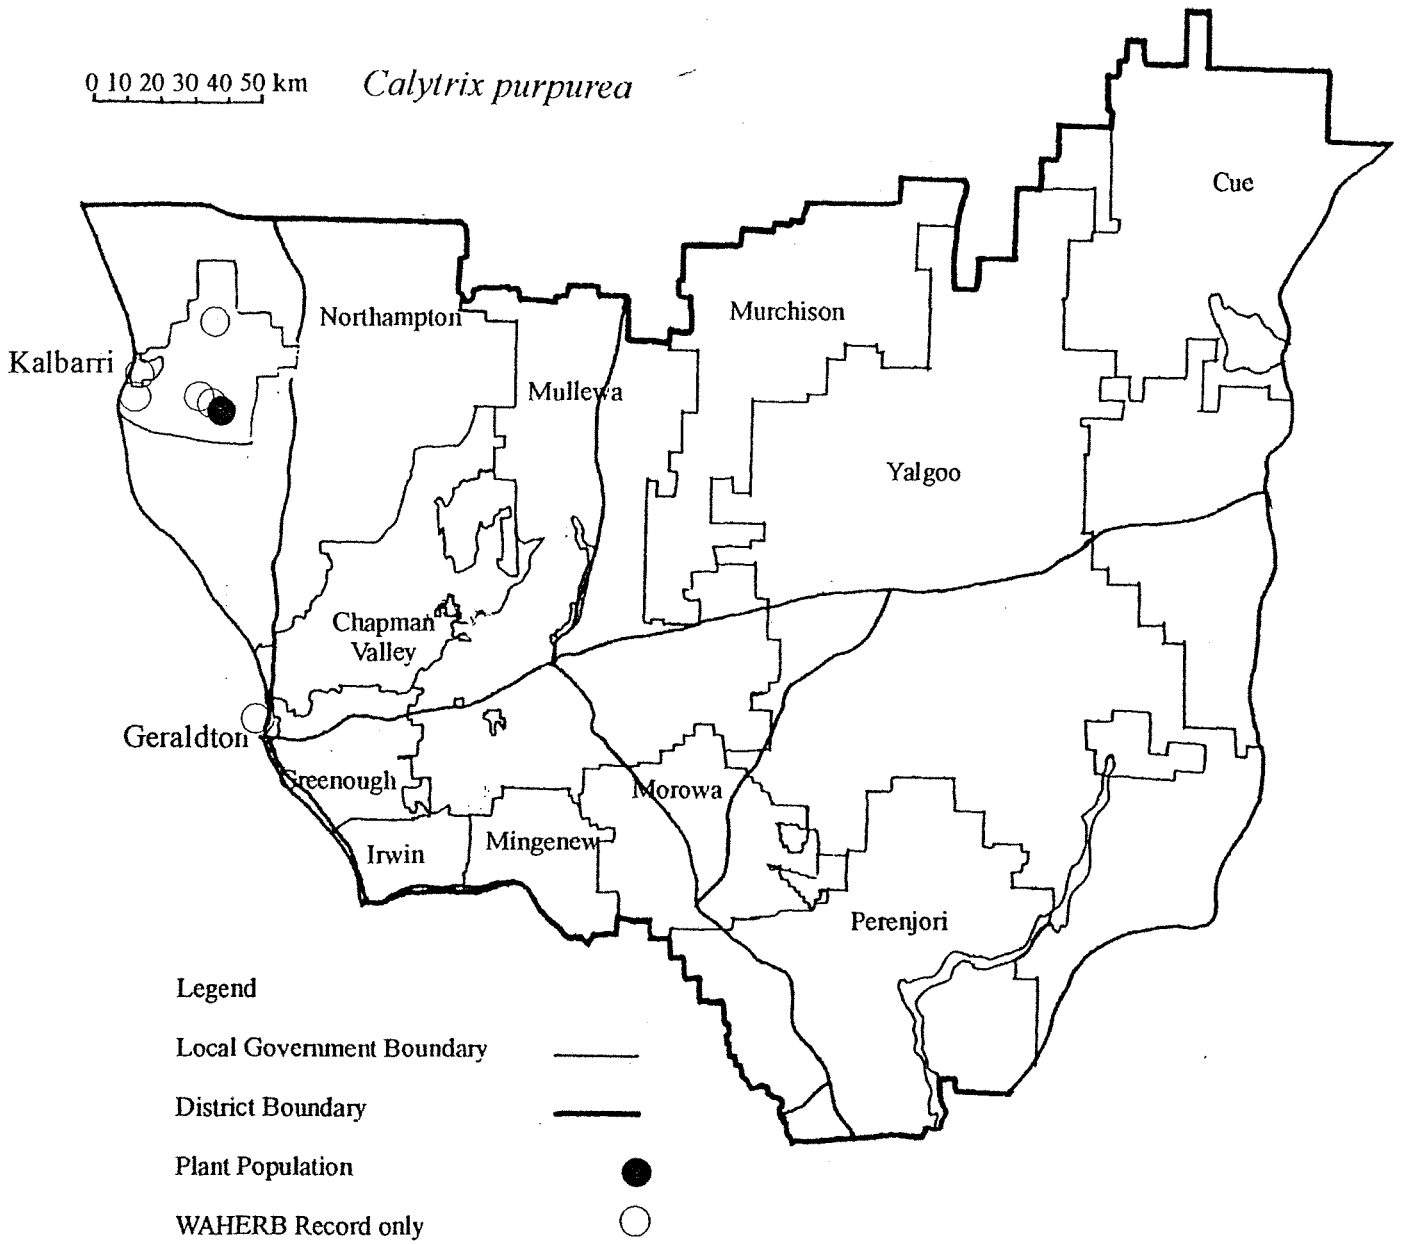 0 10 20 30 40 50 km
Calytrix purpurea
Cue
Northampton
Murchison
Kalbarri
Mullewa
Yalgoo
Chapman
Valley
Geraldton
Greenough
Morowa
Irwin
Mingenew
Perenjori
Legend
Local Government Boundary
District Boundary
Plant Population
WAHERB Record only